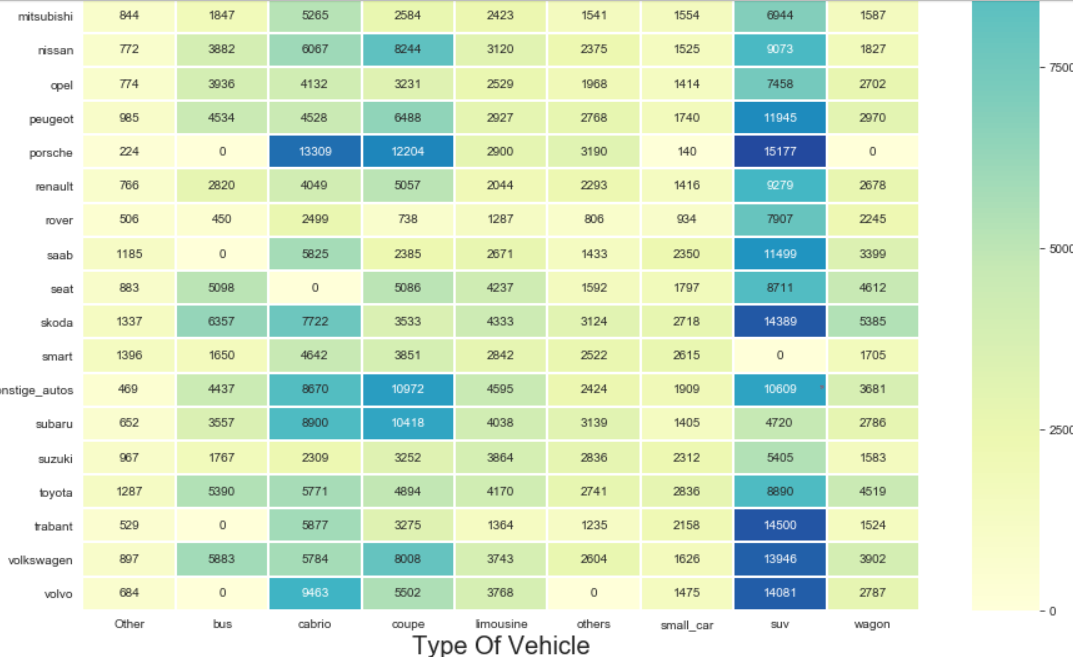 mitsubishi 844 1847 5265 2584 2423 1541 1554 6944 1587
nissan 772 3882 6067 8244 3120 2375 1525 9073 1827
7500
opel 774 3936 4132 3231 2529 1968 1414 7458 2702
peugeot 985 4534 4528 6488 2927 2768 1740 11945 2970
porsche 224 0 13309 12204 2900 3190 140 15177 0
renault 766 2820 4049 5057 2044 2293 1416 9279 2678
rover 506 450 2499 738 1287 806 934 7907 2245
saab 1185 0 5825 2385 2671 1433 2350 11499 3399
5000
seat 883 5098 0 5086 4237 1592 1797 8711 4612
skoda 1337 6357 7722 3533 4333 3124 2718 14389 5385
smart 1396 1650 4642 3851 2842 2522 2615 0 1705
onstige_autos 469 4437 8670 10972 4595 2424 1909 10609 3681
subaru 652 3557 8900 10418 4038 3139 1405 4720 2786
2500
suzuki 967 1767 2309 3252 3864 2836 2312 5405 1583
toyota 1287 5390 5771 4894 4170 2741 2836 8890 4519
trabant 529 0 5877 3275 1364 1235 2158 14500 1524
volkswagen 897 5883 5784 8008 3743 2604 1626 13946 3902
volvo 684 0 9463 5502 3768 0 1475 14081 2787
0
Other bus cabrio coupe limousine others small_car suv wagon
Type Of Vehicle